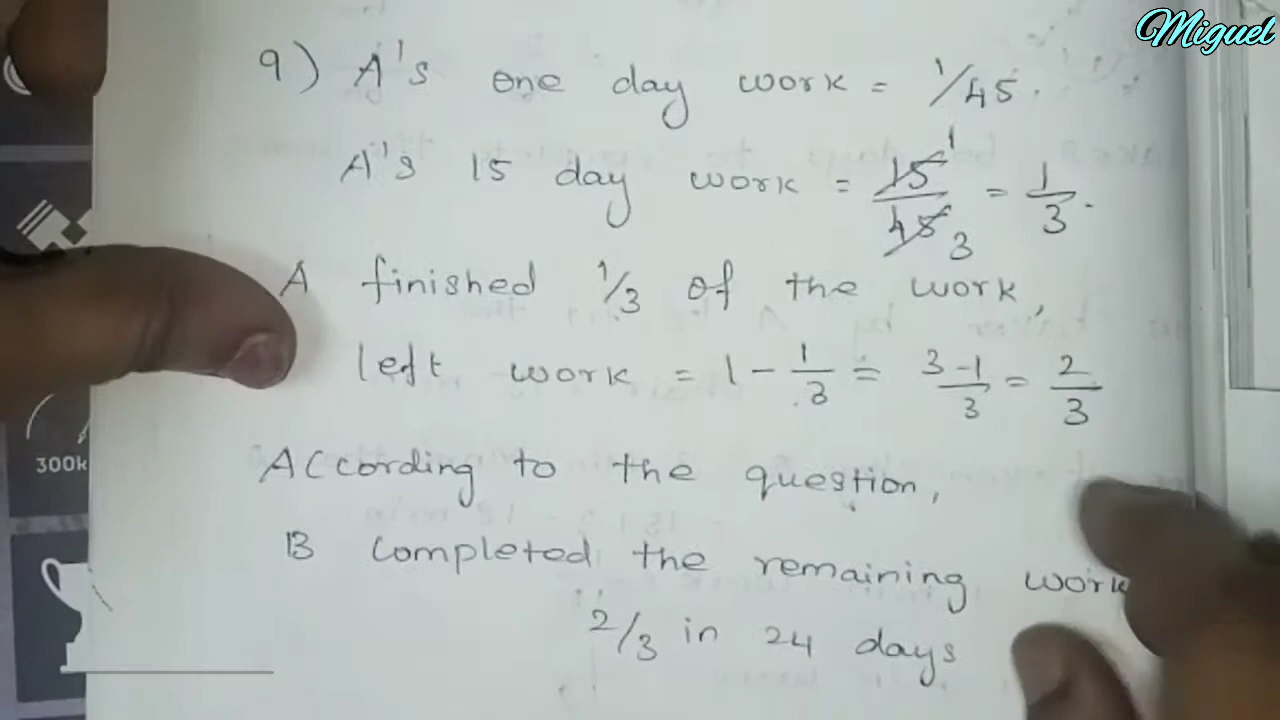 Miguel
9) A's one day work = 1/45.
A's 15 day work = 15/45 1 3 = 1/3.
A finished 1/3 of the work,
left work = 1 - 1/3 = 3-1/3 = 2/3
According to the question,
B completed the remaining work
2/3 in 24 days
300k